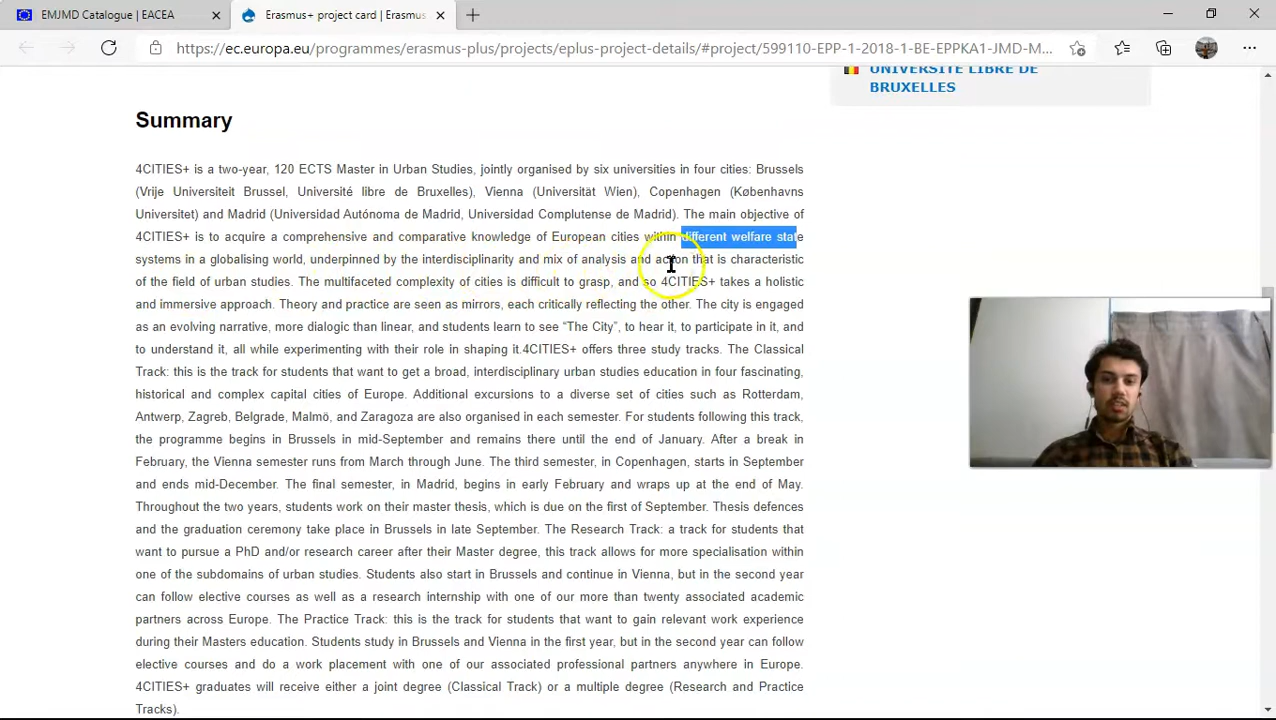 EMJMD Catalogue | EACEA
Erasmus+ project card | Erasmus
https://ec.europa.eu/programmes/erasmus-plus/projects/eplus-project-details/#project/599110-EPP-1-2018-1-BE-EPPKA1-JMD-M...
UNIVERSITE LIBRE DE
BRUXELLES
Summary
4CITIES+ is a two-year, 120 ECTS Master in Urban Studies, jointly organised by six universities in four cities: Brussels
(Vrije Universiteit Brussel, Université libre de Bruxelles), Vienna (Universität Wien), Copenhagen (Københavns
Universitet) and Madrid (Universidad Autónoma de Madrid, Universidad Complutense de Madrid). The main objective of
4CITIES+ is to acquire a comprehensive and comparative knowledge of European cities within different welfare state
systems in a globalising world, underpinned by the interdisciplinarity and mix of analysis and action that is characteristic
of the field of urban studies. The multifaceted complexity of cities is difficult to grasp, and so 4CITIES+ takes a holistic
and immersive approach. Theory and practice are seen as mirrors, each critically reflecting the other. The city is engaged
as an evolving narrative, more dialogic than linear, and students learn to see “The City”, to hear it, to participate in it, and
to understand it, all while experimenting with their role in shaping it.4CITIES+ offers three study tracks. The Classical
Track: this is the track for students that want to get a broad, interdisciplinary urban studies education in four fascinating,
historical and complex capital cities of Europe. Additional excursions to a diverse set of cities such as Rotterdam,
Antwerp, Zagreb, Belgrade, Malmö, and Zaragoza are also organised in each semester. For students following this track,
the programme begins in Brussels in mid-September and remains there until the end of January. After a break in
February, the Vienna semester runs from March through June. The third semester, in Copenhagen, starts in September
and ends mid-December. The final semester, in Madrid, begins in early February and wraps up at the end of May.
Throughout the two years, students work on their master thesis, which is due on the first of September. Thesis defences
and the graduation ceremony take place in Brussels in late September. The Research Track: a track for students that
want to pursue a PhD and/or research career after their Master degree, this track allows for more specialisation within
one of the subdomains of urban studies. Students also start in Brussels and continue in Vienna, but in the second year
can follow elective courses as well as a research internship with one of our more than twenty associated academic
partners across Europe. The Practice Track: this is the track for students that want to gain relevant work experience
during their Masters education. Students study in Brussels and Vienna in the first year, but in the second year can follow
elective courses and do a work placement with one of our associated professional partners anywhere in Europe.
4CITIES+ graduates will receive either a joint degree (Classical Track) or a multiple degree (Research and Practice
Tracks).